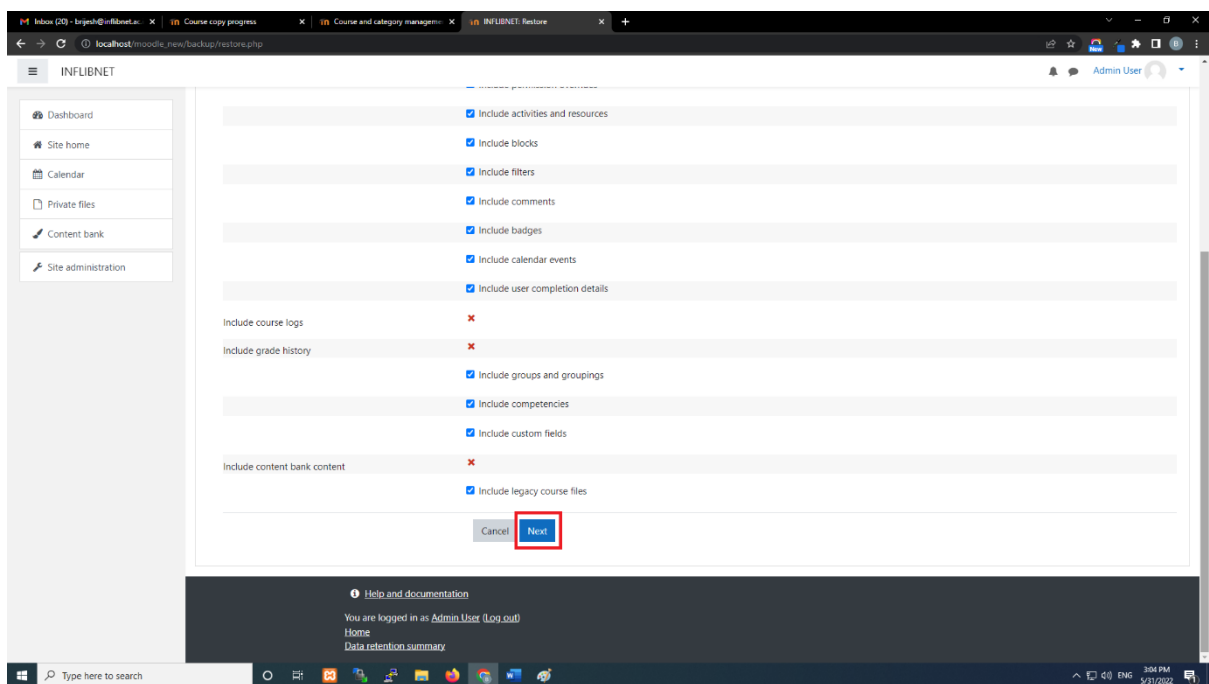 Inbox (20) - brijesh@inflibnet.ac. Course copy progress Course and category manageme INFLIBNET: Restore
localhost/moodle_new/backup/restore.php
New
INFLIBNET
Admin User
Dashboard
Site home
Calendar
Private files
Content bank
Site administration
Include permission overrides
Include activities and resources
Include blocks
Include filters
Include comments
Include badges
Include calendar events
Include user completion details
Include course logs
Include grade history
Include groups and groupings
Include competencies
Include custom fields
Include content bank content
Include legacy course files
Cancel Next
Help and documentation
You are logged in as Admin User (Log out)
Home
Data retention summary
Type here to search
ENG
3:04 PM
5/31/2022